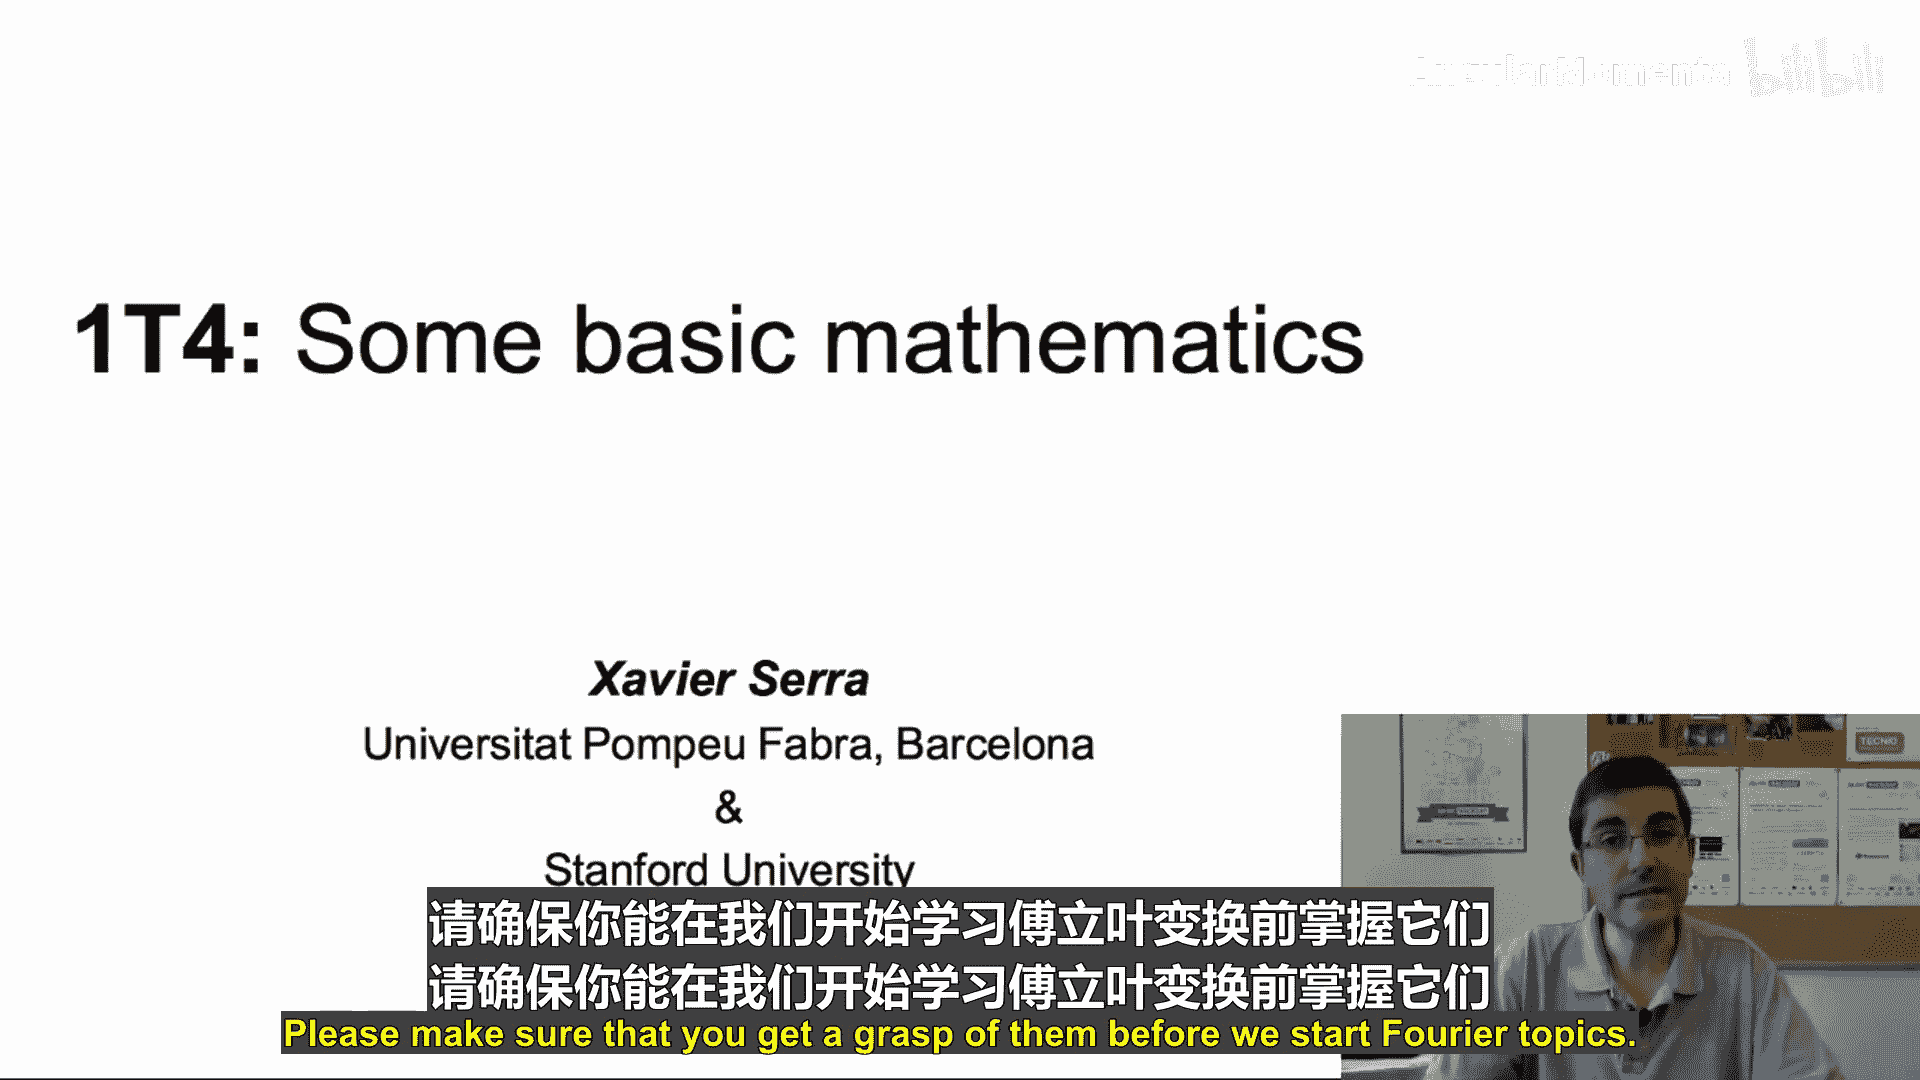 bilibili
1T4: Some basic mathematics
Xavier Serra
Universitat Pompeu Fabra, Barcelona
&
Stanford University
TECNIO
请确保你能在我们开始学习傅立叶变换前掌握它们
请确保你能在我们开始学习傅立叶变换前掌握它们
Please make sure that you get a grasp of them before we start Fourier topics.